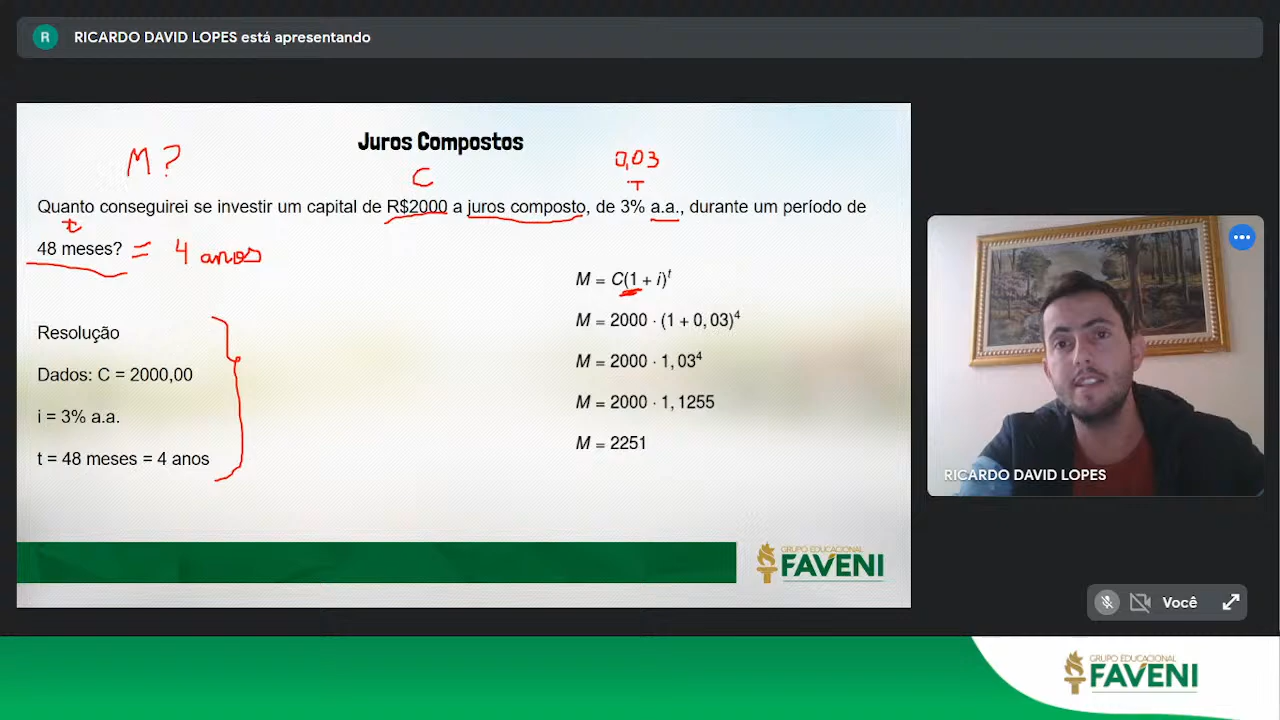 R
RICARDO DAVID LOPES está apresentando
Juros Compostos
M?
0,03
C
T
Quanto conseguirei se investir um capital de R$2000 a juros composto, de 3% a.a., durante um período de
t
48 meses? = 4 anos
M = C(1 + i)^t
Resolução
M = 2000 · (1 + 0, 03)^4
Dados: C = 2000,00
M = 2000 · 1, 03^4
i = 3% a.a.
M = 2000 · 1, 1255
t = 48 meses = 4 anos
M = 2251
RICARDO DAVID LOPES
GRUPO EDUCACIONAL
FAVENI
Você
GRUPO EDUCACIONAL
FAVENI